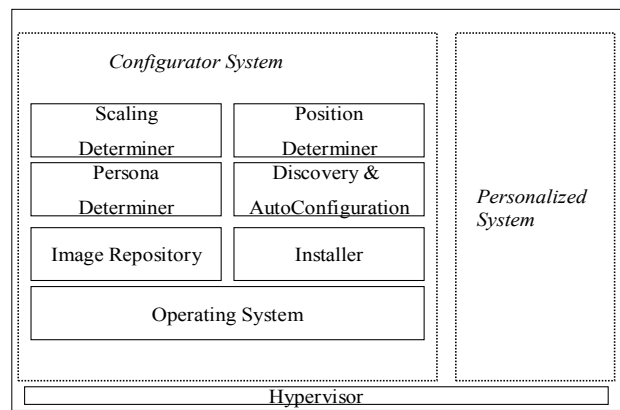 Configurator System
Scaling
Determiner
Position
Determiner
Persona
Determiner
Discovery &
AutoConfiguration
Image Repository
Installer
Operating System
Personalized
System
Hypervisor